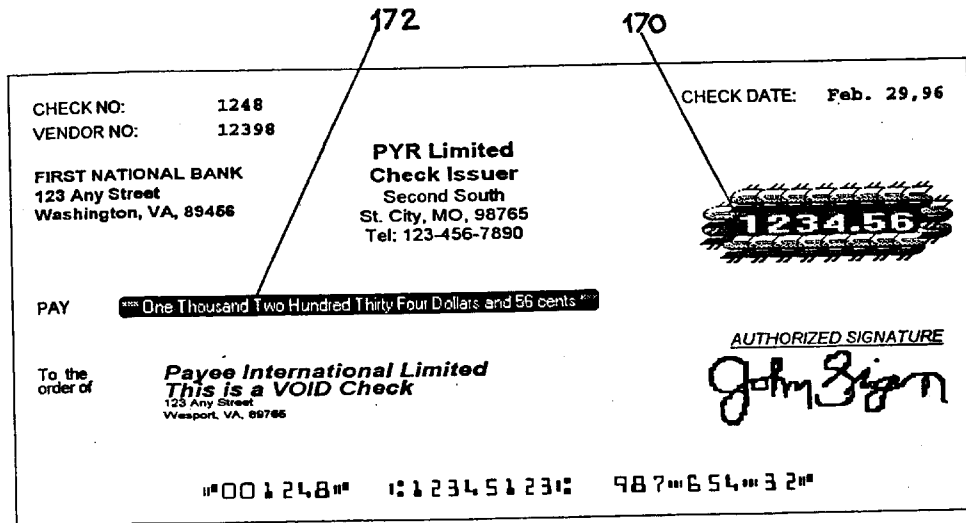 172 170
CHECK NO: 1248 CHECK DATE: Feb. 29,96
VENDOR NO: 12398
FIRST NATIONAL BANK
123 Any Street
Washington, VA, 89456
PYR Limited
Check Issuer
Second South
St. City, MO, 98765
Tel: 123-456-7890
1234.56
PAY *** One Thousand Two Hundred Thirty Four Dollars and 56 cents ***
AUTHORIZED SIGNATURE
John Sign
To the
order of
Payee International Limited
This is a VOID Check
123 Any Street
Wesport, VA, 89765
⑈001248⑈ ⑆123451231⑆ 987⑉654⑉32⑈